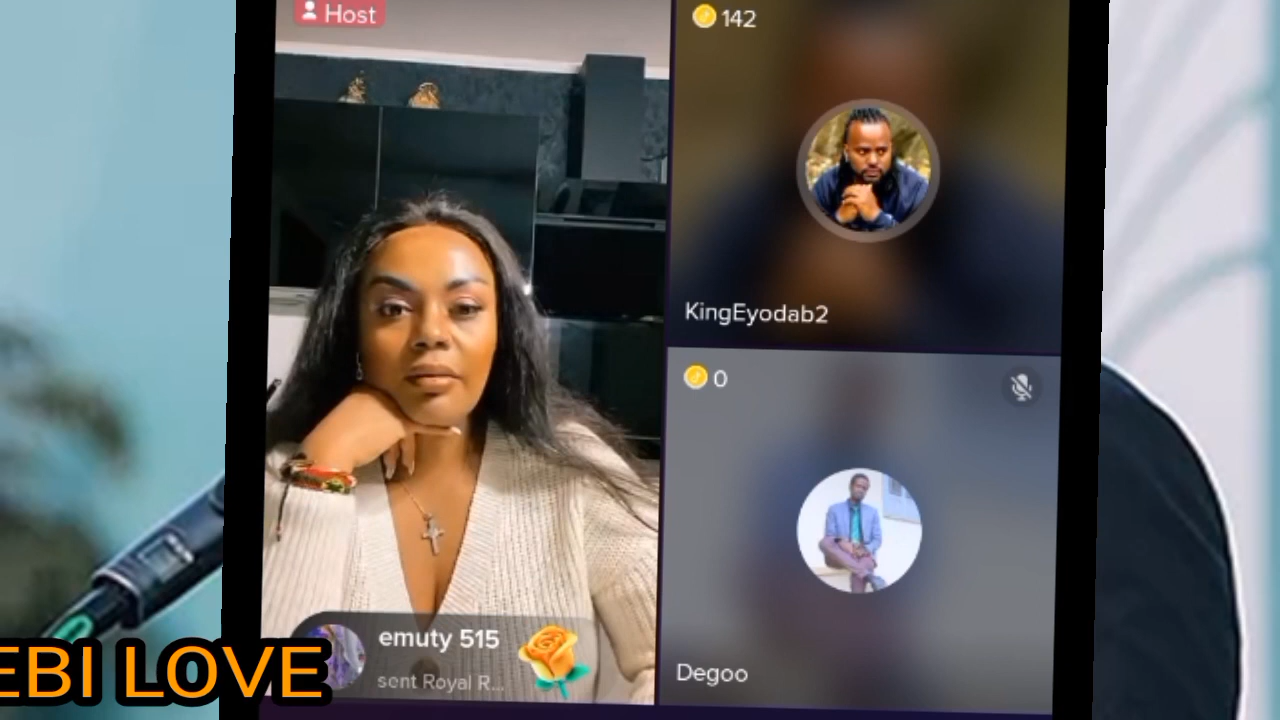 Host
142
KingEyodab2
0
Degoo
emuty 515
sent Royal R...
EBI LOVE